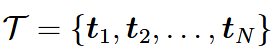 𝒯 = {𝒕₁, 𝒕₂, . . . , 𝒕_N}